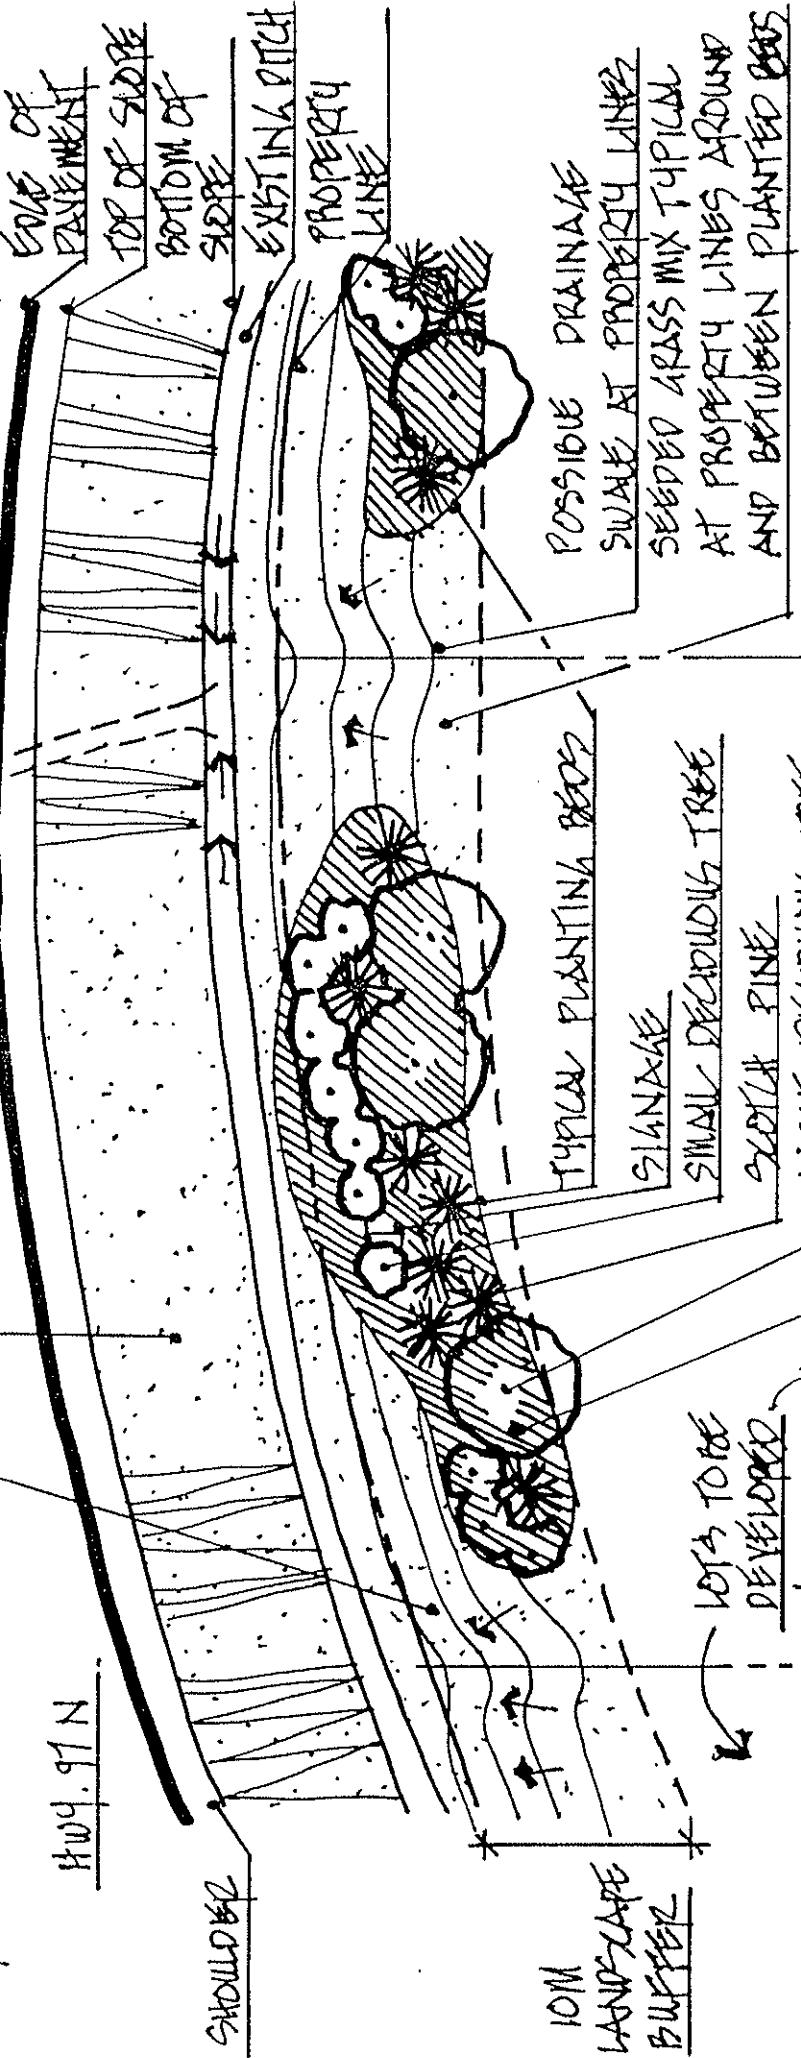 HWY. 97 N
SHOULDER
10M
LANDSCAPE
BUFFER
EDGE OF
PAVEMENT
TOP OF SLOPE
BOTTOM OF
SLOPE
EXISTING DITCH
PROPERTY
LINE
POSSIBLE DRAINAGE
SWALE AT PROPERTY LINES
SEEDED GRASS MIX TYPICAL
AT PROPERTY LINES AROUND
AND BETWEEN PLANTED BEDS
TYPICAL PLANTING BEDS
SIGNAGE
SMALL DECIDUOUS TREE
SCOTCH PINE
LOTS TO BE
DEVELOPED